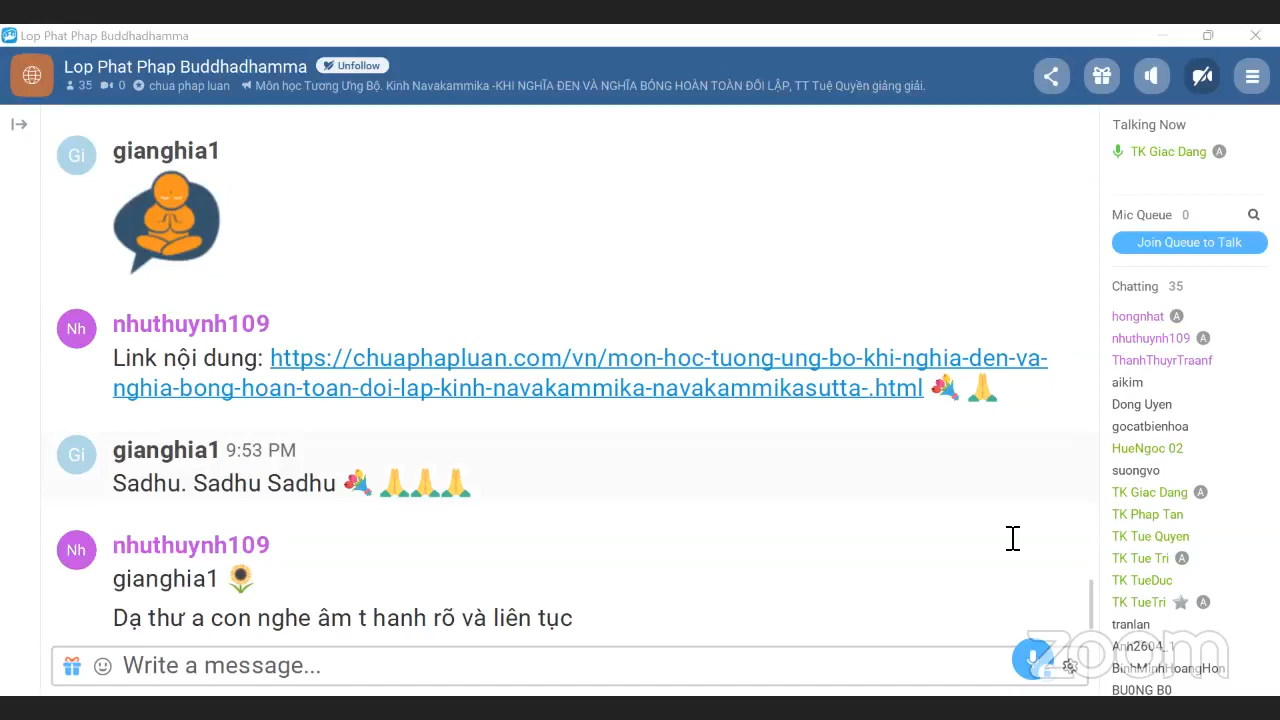 Lop Phat Phap Buddhadhamma
Lop Phat Phap Buddhadhamma Unfollow
35 0 chua phap luan Môn học Tương Ưng Bộ. Kinh Navakammika -KHI NGHĨA ĐEN VÀ NGHĨA BÓNG HOÀN TOÀN ĐỐI LẬP, TT Tuệ Quyền giảng giải.
Gi gianghia1
Nh nhuthuynh109
Link nội dung: https://chuaphapluan.com/vn/mon-hoc-tuong-ung-bo-khi-nghia-den-va-
nghia-bong-hoan-toan-doi-lap-kinh-navakammika-navakammikasutta-.html
Gi gianghia1 9:53 PM
Sadhu. Sadhu Sadhu
Nh nhuthuynh109
gianghia1
Dạ thư a con nghe âm t hanh rõ và liên tục
Write a message...
Talking Now
TK Giac Dang A
Mic Queue 0
Join Queue to Talk
Chatting 35
hongnhat A
nhuthuynh109 A
ThanhThuyrTraanf
aikim
Dong Uyen
gocatbienhoa
HueNgoc 02
suongvo
TK Giac Dang A
TK Phap Tan
TK Tue Quyen
TK Tue Tri A
TK TueDuc
TK TueTri A
tranlan
Anh2604_1
BinhMinhHoangHon
BU0NG B0
zoom